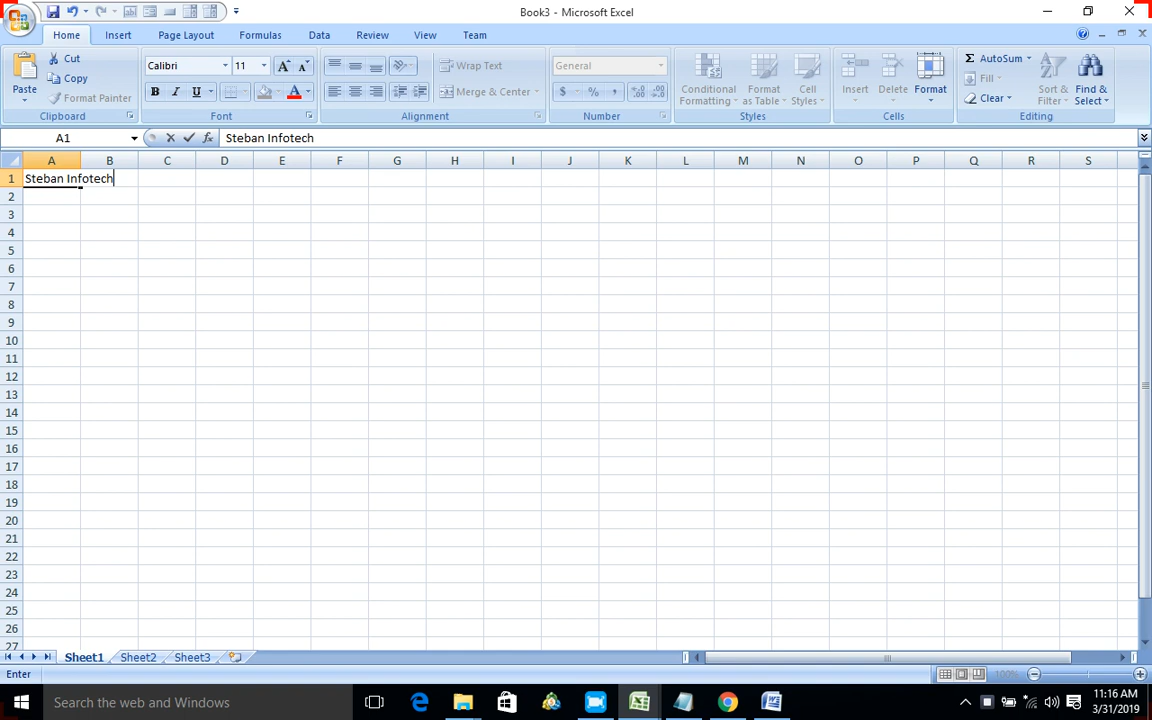 Book3 - Microsoft Excel
Home Insert Page Layout Formulas Data Review View Team
Paste
Cut
Copy
Format Painter
Clipboard
Calibri 11
B I U
Font
Wrap Text
Merge & Center
Alignment
General
$ % ,
Number
Conditional Formatting
Format as Table
Cell Styles
Styles
Insert Delete Format
Cells
Σ AutoSum
Fill
Clear
Sort & Filter
Find & Select
Editing
A1 fx Steban Infotech
A B C D E F G H I J K L M N O P Q R S
1 Steban Infotech
2
3
4
5
6
7
8
9
10
11
12
13
14
15
16
17
18
19
20
21
22
23
24
25
26
27
Sheet1 Sheet2 Sheet3
Enter 100%
Search the web and Windows
11:16 AM
3/31/2019